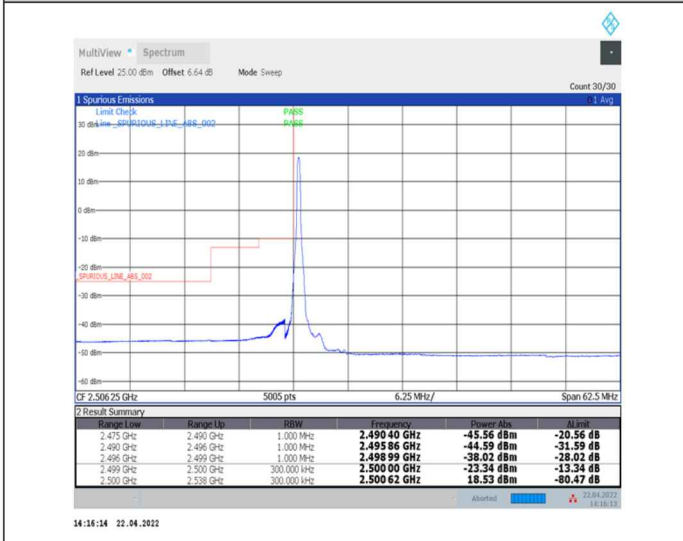 MultiView Spectrum
Ref Level 25.00 dBm Offset 6.64 dB Mode Sweep
Count 30/30
1 Spurious Emissions 1 Avg
Limit Check PASS
30 dBm Line _SPURIOUS_LINE_ABS_002 PASS
20 dBm
10 dBm
0 dBm
-10 dBm
-20 dBm
_SPURIOUS_LINE_ABS_002
-30 dBm
-40 dBm
-50 dBm
-60 dBm
CF 2.506 25 GHz 5005 pts 6.25 MHz/ Span 62.5 MHz
2 Result Summary
Range Low Range Up RBW Frequency Power Abs ΔLimit
2.475 GHz 2.490 GHz 1.000 MHz 2.490 40 GHz -45.56 dBm -20.56 dB
2.490 GHz 2.496 GHz 1.000 MHz 2.495 86 GHz -44.59 dBm -31.59 dB
2.496 GHz 2.499 GHz 1.000 MHz 2.498 99 GHz -38.02 dBm -28.02 dB
2.499 GHz 2.500 GHz 300.000 kHz 2.500 00 GHz -23.34 dBm -13.34 dB
2.500 GHz 2.538 GHz 300.000 kHz 2.500 62 GHz 18.53 dBm -80.47 dB
Aborted 22.04.2022
14:16:13
14:16:14 22.04.2022